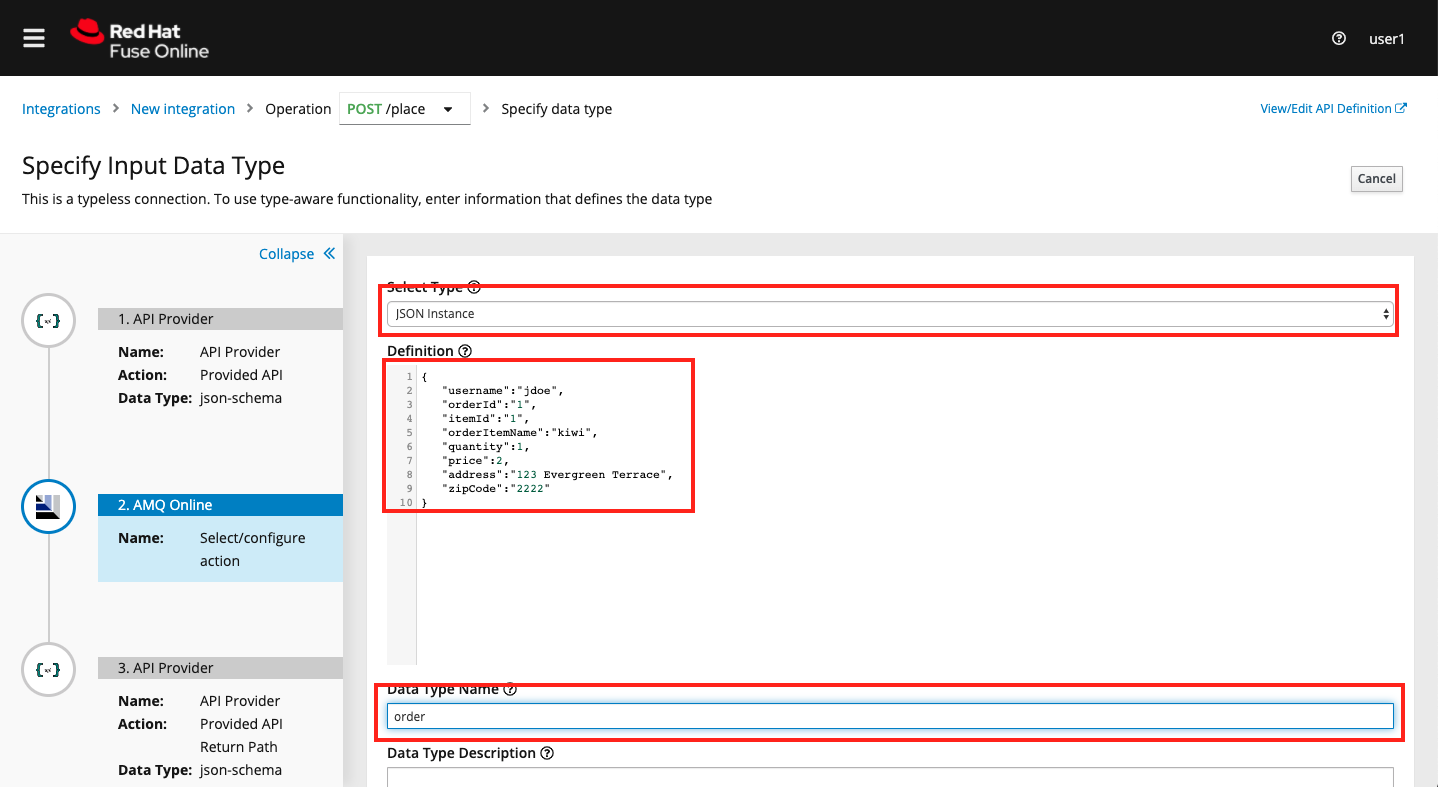 Red Hat
Fuse Online
user1
Integrations > New integration > Operation POST /place > Specify data type
View/Edit API Definition
Specify Input Data Type
Cancel
This is a typeless connection. To use type-aware functionality, enter information that defines the data type
Collapse
1. API Provider
Name: API Provider
Action: Provided API
Data Type: json-schema
2. AMQ Online
Name: Select/configure
action
3. API Provider
Name: API Provider
Action: Provided API
Return Path
Data Type: json-schema
Select Type
JSON Instance
Definition
1 {
2 "username":"jdoe",
3 "orderId":"1",
4 "itemId":"1",
5 "orderItemName":"kiwi",
6 "quantity":1,
7 "price":2,
8 "address":"123 Evergreen Terrace",
9 "zipCode":"2222"
10 }
Data Type Name
order
Data Type Description